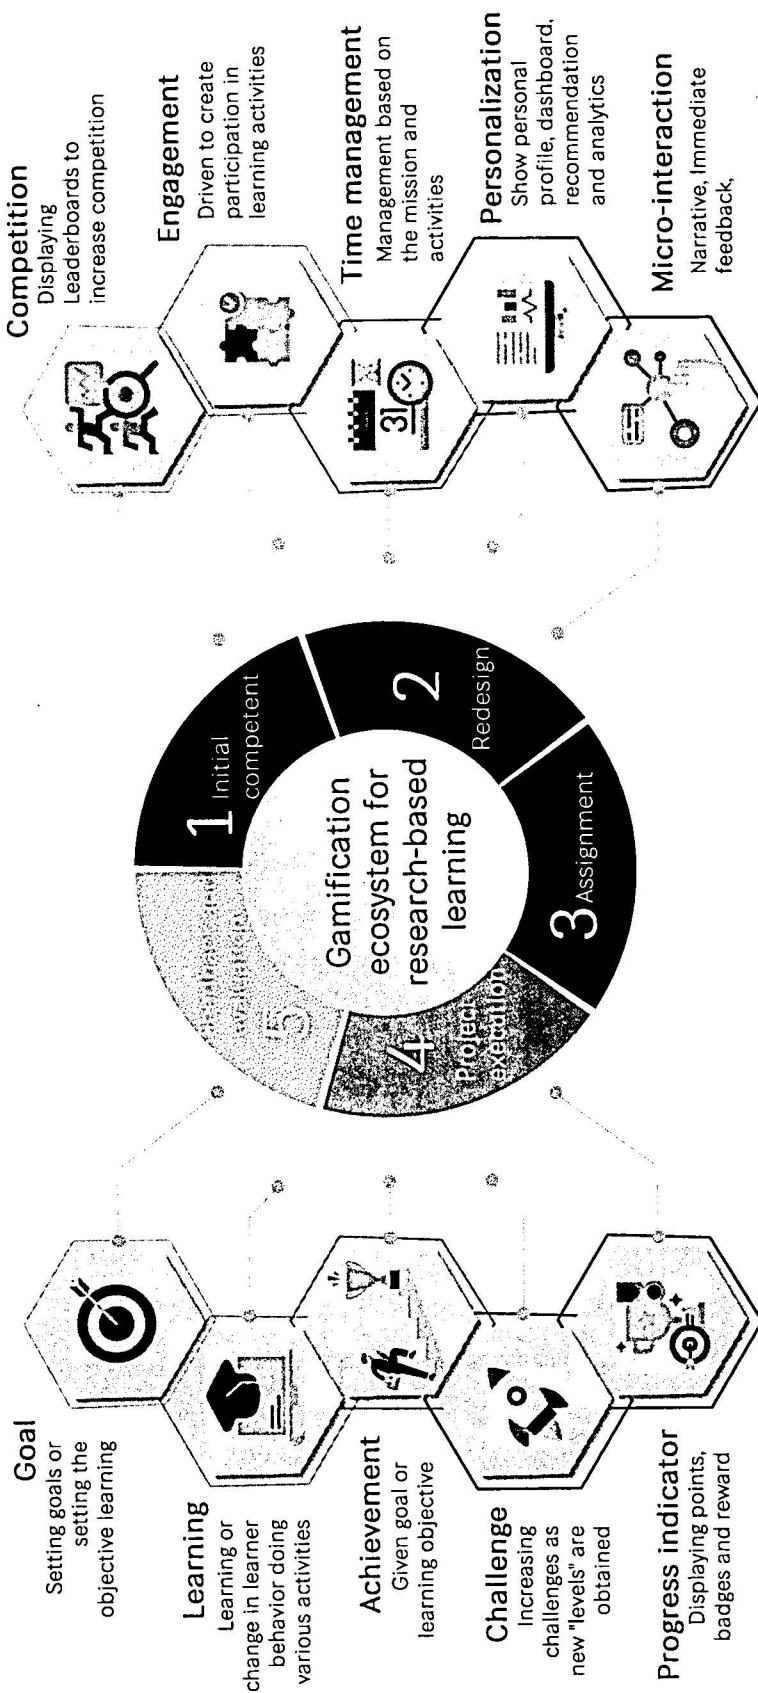 Goal
Setting goals or
setting the
objective learning
Learning
Learning or
change in learner
behavior doing
various activities
Achievement
Given goal or
learning objective
Challenge
Increasing
challenges as
new "levels" are
obtained
Progress indicator
Displaying points,
badges and reward
Gamification
ecosystem for
research-based
learning
1 Initial
competent
2
Redesign
3 Assignment
4
Project
execution
5
Competition
Displaying
Leaderboards to
increase competition
Engagement
Driven to create
participation in
learning activities
31
Time management
Management based on
the mission and
activities
Personalization
Show personal
profile, dashboard,
recommendation
and analytics
Micro-interaction
Narrative, Immediate
feedback,